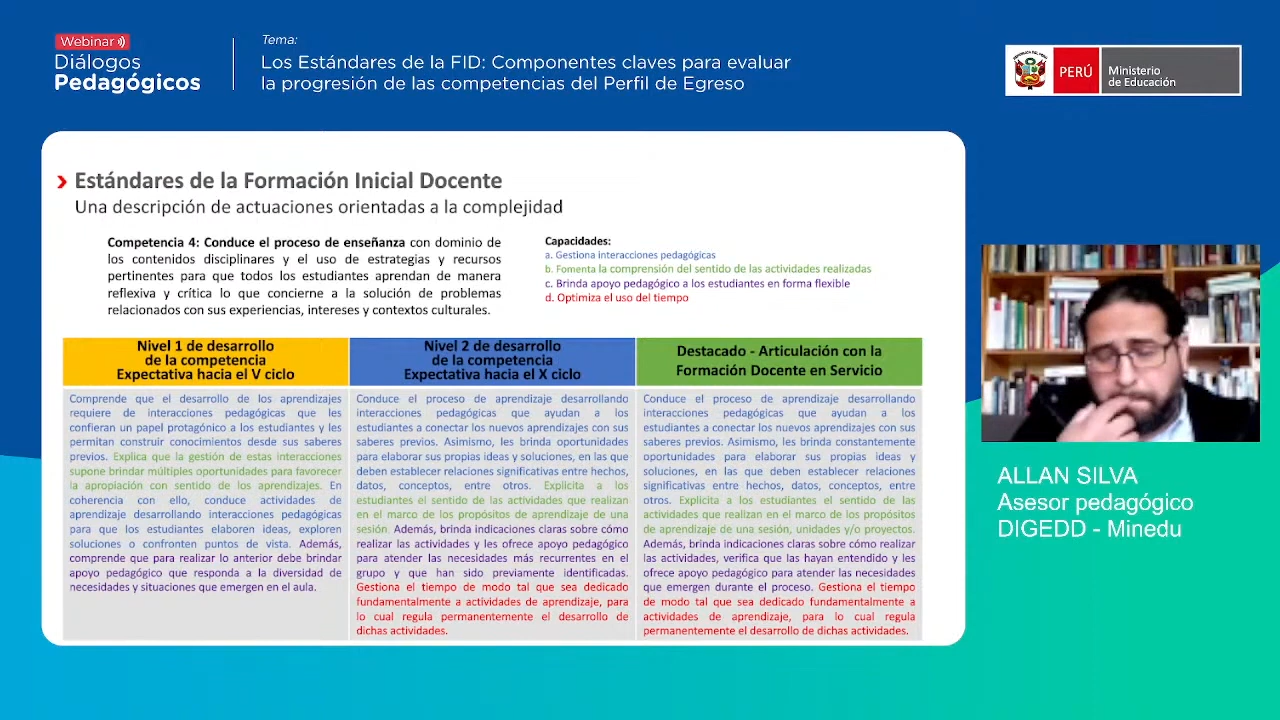 Webinar
Diálogos
Pedagógicos
Tema:
Los Estándares de la FID: Componentes claves para evaluar
la progresión de las competencias del Perfil de Egreso
PERÚ
Ministerio
de Educación
Estándares de la Formación Inicial Docente
Una descripción de actuaciones orientadas a la complejidad
Competencia 4: Conduce el proceso de enseñanza con dominio de
los contenidos disciplinares y el uso de estrategias y recursos
pertinentes para que todos los estudiantes aprendan de manera
reflexiva y crítica lo que concierne a la solución de problemas
relacionados con sus experiencias, intereses y contextos culturales.
Capacidades:
a. Gestiona interacciones pedagógicas
b. Fomenta la comprensión del sentido de las actividades realizadas
c. Brinda apoyo pedagógico a los estudiantes en forma flexible
d. Optimiza el uso del tiempo
Nivel 1 de desarrollo
de la competencia
Expectativa hacia el V ciclo
Comprende que el desarrollo de los aprendizajes
requiere de interacciones pedagógicas que les
confieran un papel protagónico a los estudiantes y les
permitan construir conocimientos desde sus saberes
previos. Explica que la gestión de estas interacciones
supone brindar múltiples oportunidades para favorecer
la apropiación con sentido de los aprendizajes. En
coherencia con ello, conduce actividades de
aprendizaje desarrollando interacciones pedagógicas
para que los estudiantes elaboren ideas, exploren
soluciones o confronten puntos de vista. Además,
comprende que para realizar lo anterior debe brindar
apoyo pedagógico que responda a la diversidad de
necesidades y situaciones que emergen en el aula.
Nivel 2 de desarrollo
de la competencia
Expectativa hacia el X ciclo
Conduce el proceso de aprendizaje desarrollando
interacciones pedagógicas que ayudan a los
estudiantes a conectar los nuevos aprendizajes con sus
saberes previos. Asimismo, les brinda oportunidades
para elaborar sus propias ideas y soluciones, en las que
deben establecer relaciones significativas entre hechos,
datos, conceptos, entre otros. Explicita a los
estudiantes el sentido de las actividades que realizan
en el marco de los propósitos de aprendizaje de una
sesión. Además, brinda indicaciones claras sobre cómo
realizar las actividades y les ofrece apoyo pedagógico
para atender las necesidades más recurrentes en el
grupo y que han sido previamente identificadas.
Gestiona el tiempo de modo tal que sea dedicado
fundamentalmente a actividades de aprendizaje, para
lo cual regula permanentemente el desarrollo de
dichas actividades.
Destacado - Articulación con la
Formación Docente en Servicio
Conduce el proceso de aprendizaje desarrollando
interacciones pedagógicas que ayudan a los
estudiantes a conectar los nuevos aprendizajes con sus
saberes previos. Asimismo, les brinda constantemente
oportunidades para elaborar sus propias ideas y
soluciones, en las que deben establecer relaciones
significativas entre hechos, datos, conceptos, entre
otros. Explicita a los estudiantes el sentido de las
actividades que realizan en el marco de los propósitos
de aprendizaje de una sesión, unidades y/o proyectos.
Además, brinda indicaciones claras sobre cómo realizar
las actividades, verifica que las hayan entendido y les
ofrece apoyo pedagógico para atender las necesidades
que emergen durante el proceso. Gestiona el tiempo
de modo tal que sea dedicado fundamentalmente a
actividades de aprendizaje, para lo cual regula
permanentemente el desarrollo de dichas actividades.
ALLAN SILVA
Asesor pedagógico
DIGEDD - Minedu